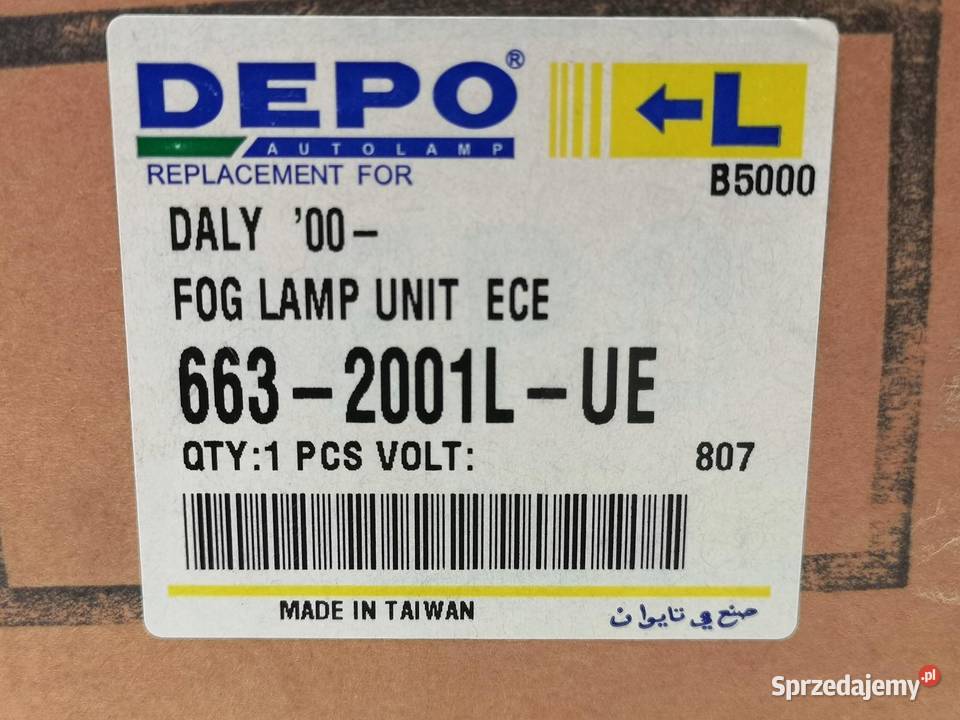 DEPO®
AUTOLAMP
L
REPLACEMENT FOR
B5000
DALY '00-
FOG LAMP UNIT ECE
663-2001L-UE
QTY:1 PCS VOLT:
807
MADE IN TAIWAN
صنع في تايوان
Sprzedajemy.pl